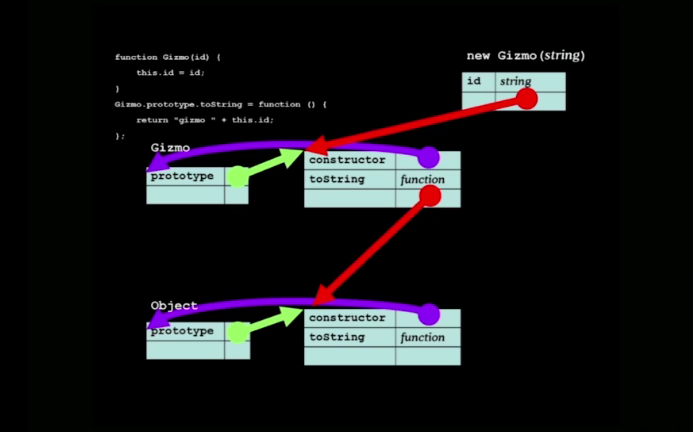 function Gizmo(id) {
this.id = id;
}
Gizmo.prototype.toString = function () {
return "gizmo " + this.id;
};
new Gizmo(string)
id string
Gizmo
prototype
constructor
toString function
Object
prototype
constructor
toString function